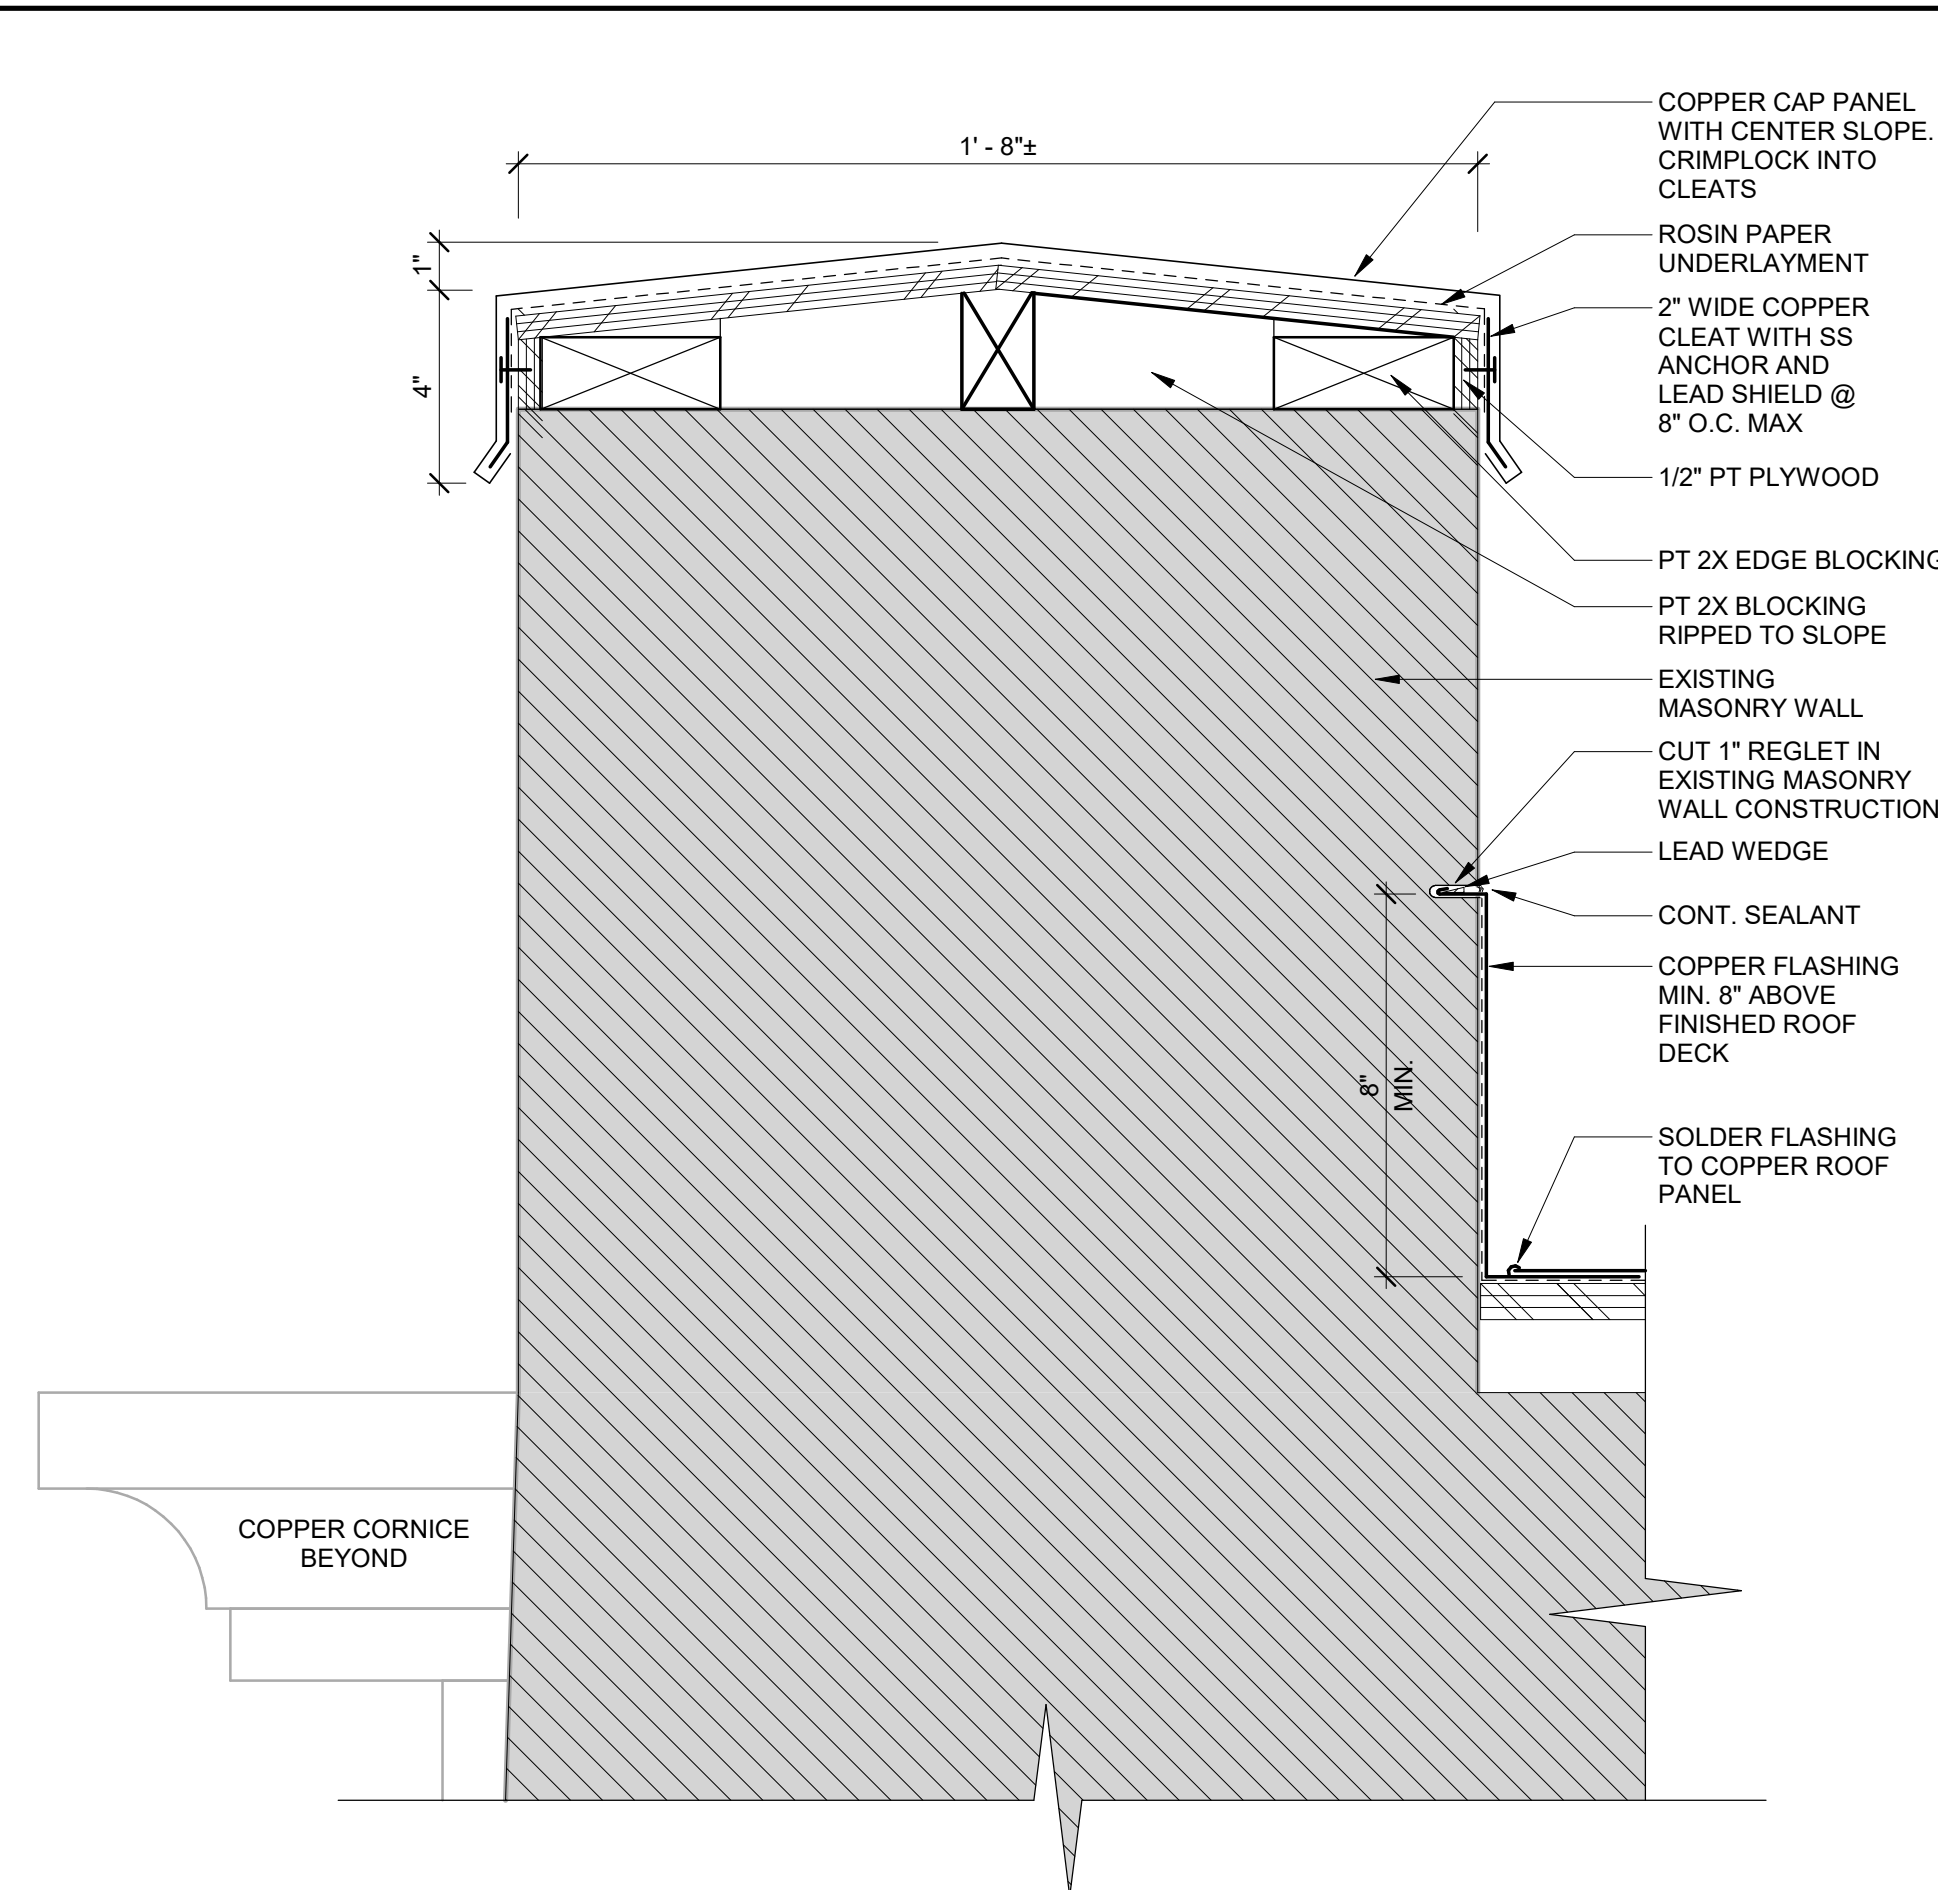 COPPER CAP PANEL
WITH CENTER SLOPE.
CRIMPLOCK INTO
CLEATS
1' - 8"±
ROSIN PAPER
UNDERLAYMENT
1"
2" WIDE COPPER
CLEAT WITH SS
ANCHOR AND
LEAD SHIELD @
8" O.C. MAX
4"
1/2" PT PLYWOOD
PT 2X EDGE BLOCKING
PT 2X BLOCKING
RIPPED TO SLOPE
EXISTING
MASONRY WALL
CUT 1" REGLET IN
EXISTING MASONRY
WALL CONSTRUCTION
LEAD WEDGE
CONT. SEALANT
COPPER FLASHING
MIN. 8" ABOVE
FINISHED ROOF
DECK
8"
MIN.
SOLDER FLASHING
TO COPPER ROOF
PANEL
COPPER CORNICE
BEYOND